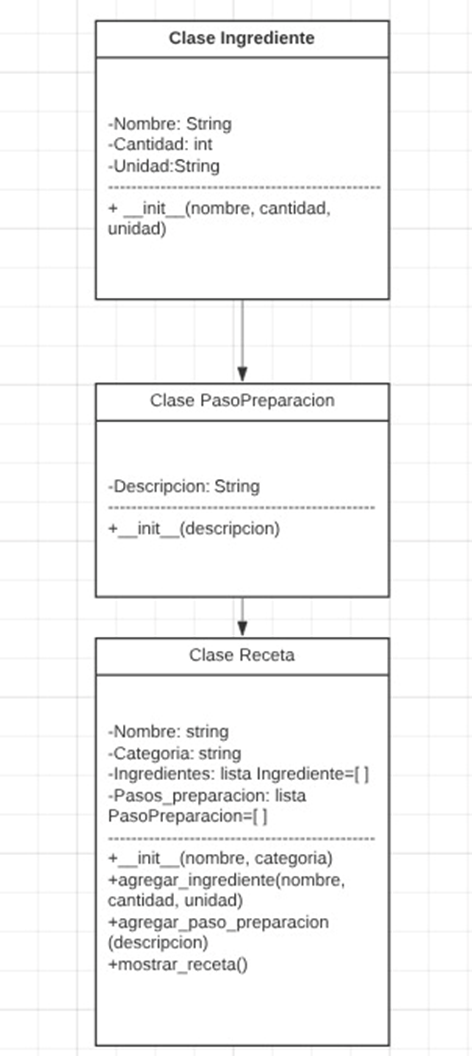 Clase Ingrediente
-Nombre: String
-Cantidad: int
-Unidad:String
+ __init__(nombre, cantidad,
unidad)
Clase PasoPreparacion
-Descripcion: String
+__init__(descripcion)
Clase Receta
-Nombre: string
-Categoria: string
-Ingredientes: lista Ingrediente=[ ]
-Pasos_preparacion: lista
PasoPreparacion=[ ]
+__init__(nombre, categoria)
+agregar_ingrediente(nombre,
cantidad, unidad)
+agregar_paso_preparacion
(descripcion)
+mostrar_receta()